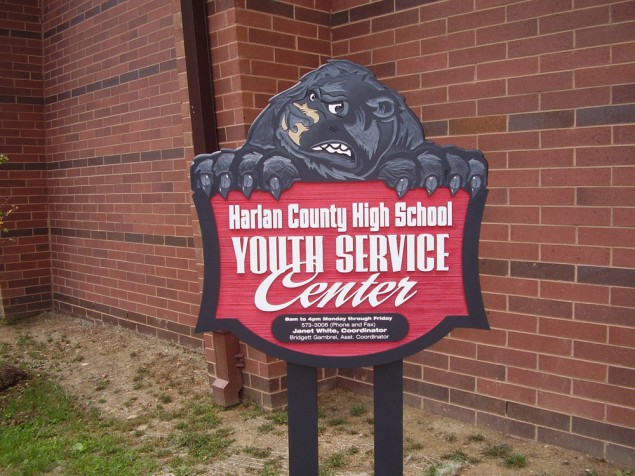 Harlan County High School
YOUTH SERVICE
Center
8am to 4pm Monday through Friday
573-3006 (Phone and Fax)
Janet White, Coordinator
Bridgett Gambrel, Asst. Coordinator